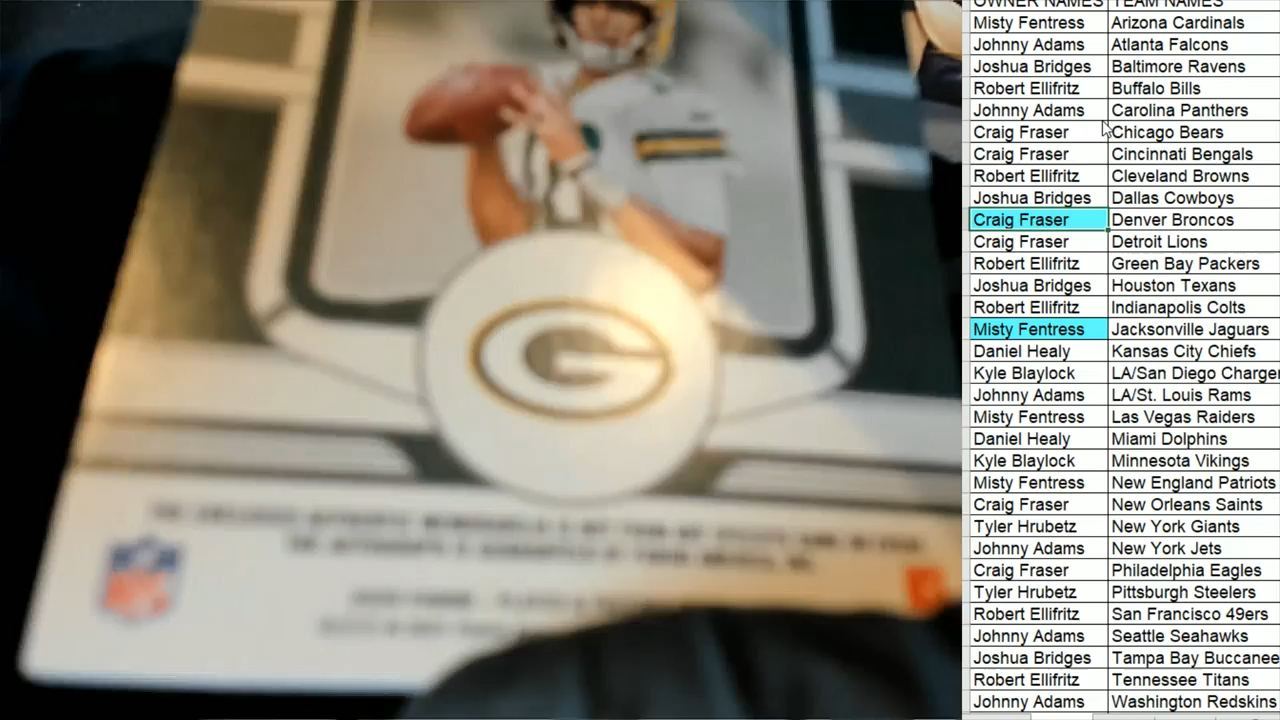 OWNER NAMES TEAM NAMES
Misty Fentress Arizona Cardinals
Johnny Adams Atlanta Falcons
Joshua Bridges Baltimore Ravens
Robert Ellifritz Buffalo Bills
Johnny Adams Carolina Panthers
Craig Fraser Chicago Bears
Craig Fraser Cincinnati Bengals
Robert Ellifritz Cleveland Browns
Joshua Bridges Dallas Cowboys
Craig Fraser Denver Broncos
Craig Fraser Detroit Lions
Robert Ellifritz Green Bay Packers
Joshua Bridges Houston Texans
Robert Ellifritz Indianapolis Colts
Misty Fentress Jacksonville Jaguars
Daniel Healy Kansas City Chiefs
Kyle Blaylock LA/San Diego Charger
Johnny Adams LA/St. Louis Rams
Misty Fentress Las Vegas Raiders
Daniel Healy Miami Dolphins
Kyle Blaylock Minnesota Vikings
Misty Fentress New England Patriots
Craig Fraser New Orleans Saints
Tyler Hrubetz New York Giants
Johnny Adams New York Jets
Craig Fraser Philadelphia Eagles
Tyler Hrubetz Pittsburgh Steelers
Robert Ellifritz San Francisco 49ers
Johnny Adams Seattle Seahawks
Joshua Bridges Tampa Bay Buccanee
Robert Ellifritz Tennessee Titans
Johnny Adams Washington Redskins
G
NFL